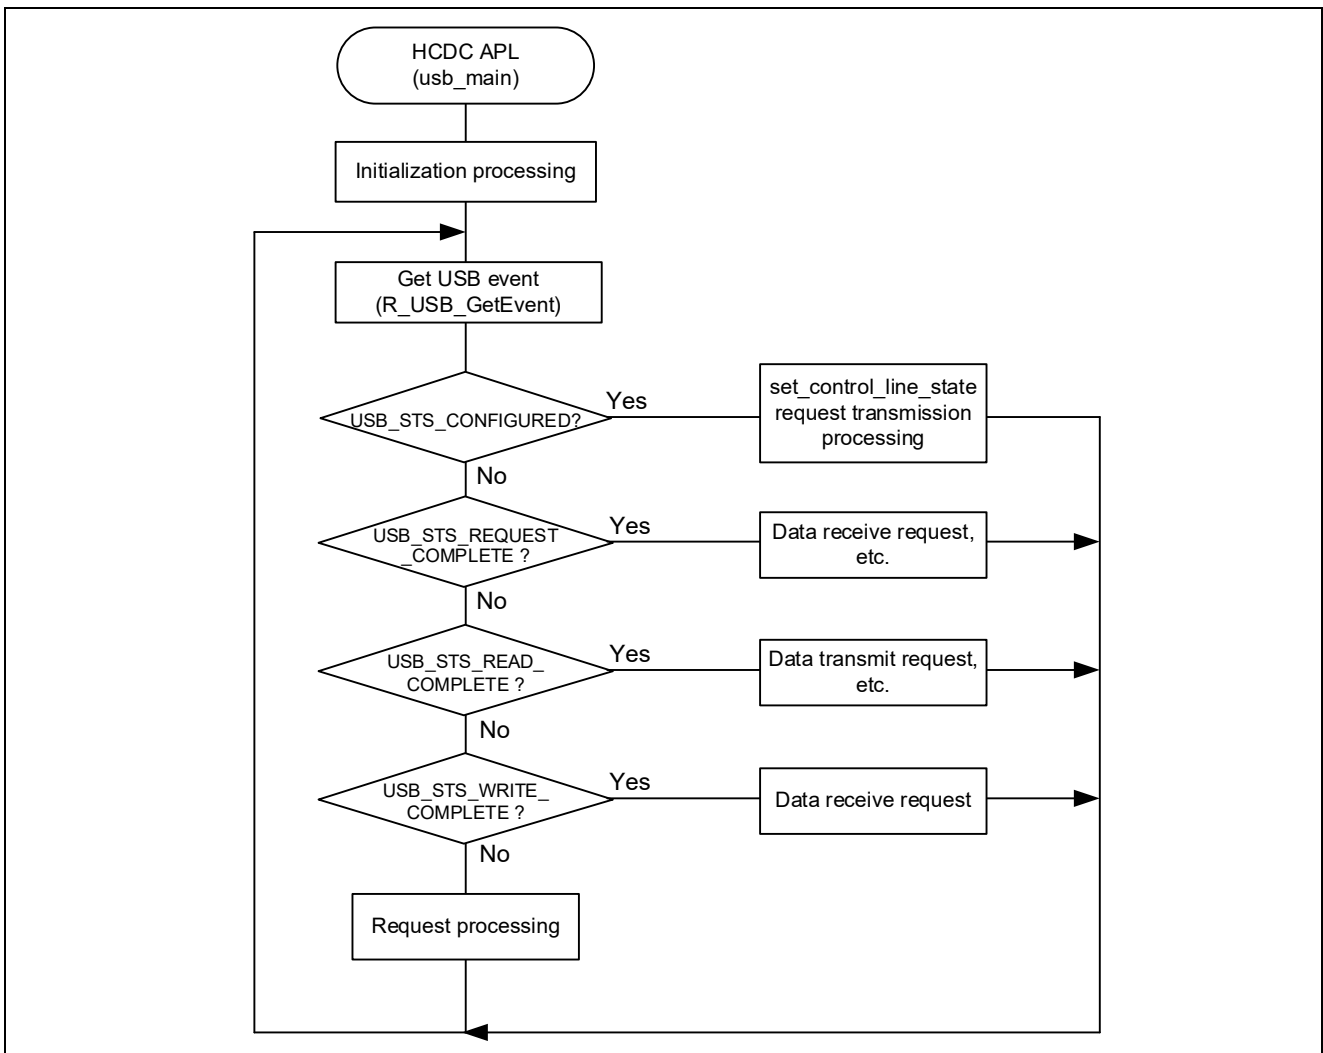 HCDC APL
(usb_main)
Initialization processing
Get USB event
(R_USB_GetEvent)
USB_STS_CONFIGURED?
Yes
set_control_line_state
request transmission
processing
No
USB_STS_REQUEST
_COMPLETE ?
Yes
Data receive request,
etc.
No
USB_STS_READ_
COMPLETE ?
Yes
Data transmit request,
etc.
No
USB_STS_WRITE_
COMPLETE ?
Yes
Data receive request
No
Request processing